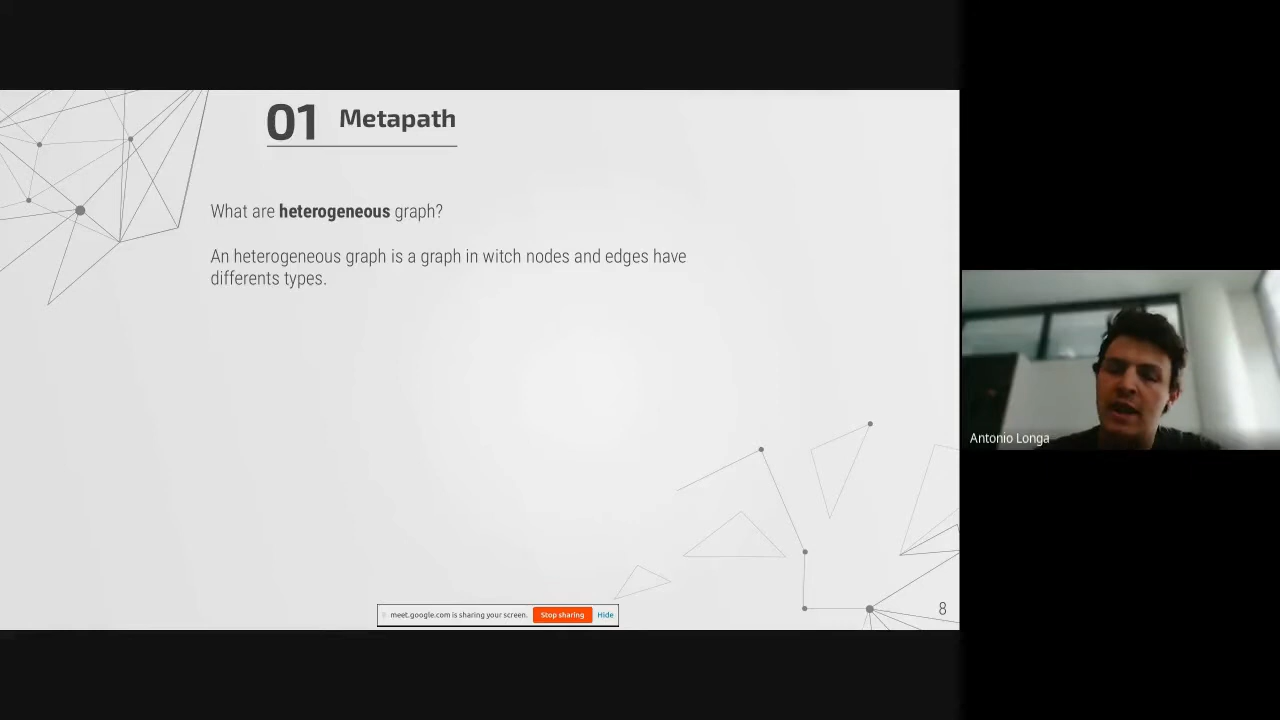 01 Metapath
What are heterogeneous graph?
An heterogeneous graph is a graph in witch nodes and edges have
differents types.
Antonio Longa
8
meet.google.com is sharing your screen. Stop sharing Hide